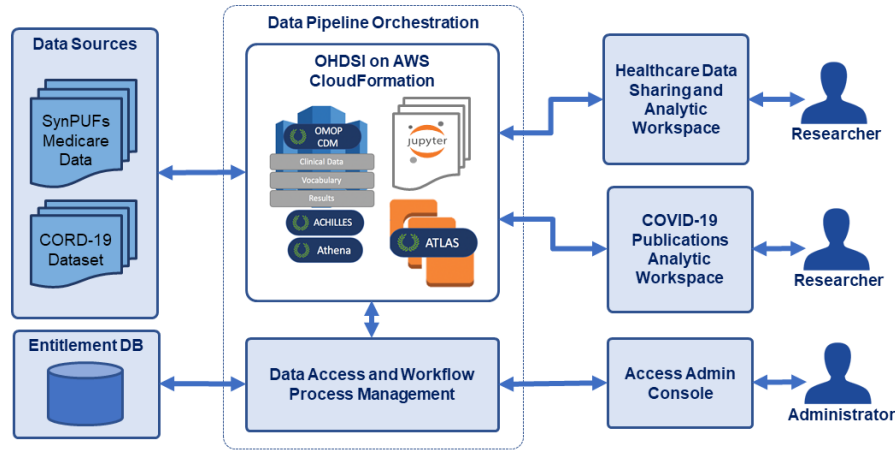 Data Sources
SynPUFs
Medicare
Data
CORD-19
Dataset
Entitlement DB
Data Pipeline Orchestration
OHDSI on AWS
CloudFormation
OMOP
CDM
Clinical Data
Vocabulary
Results
ACHILLES
Athena
jupyter
ATLAS
Data Access and Workflow
Process Management
Healthcare Data
Sharing and
Analytic
Workspace
Researcher
COVID-19
Publications
Analytic
Workspace
Researcher
Access Admin
Console
Administrator